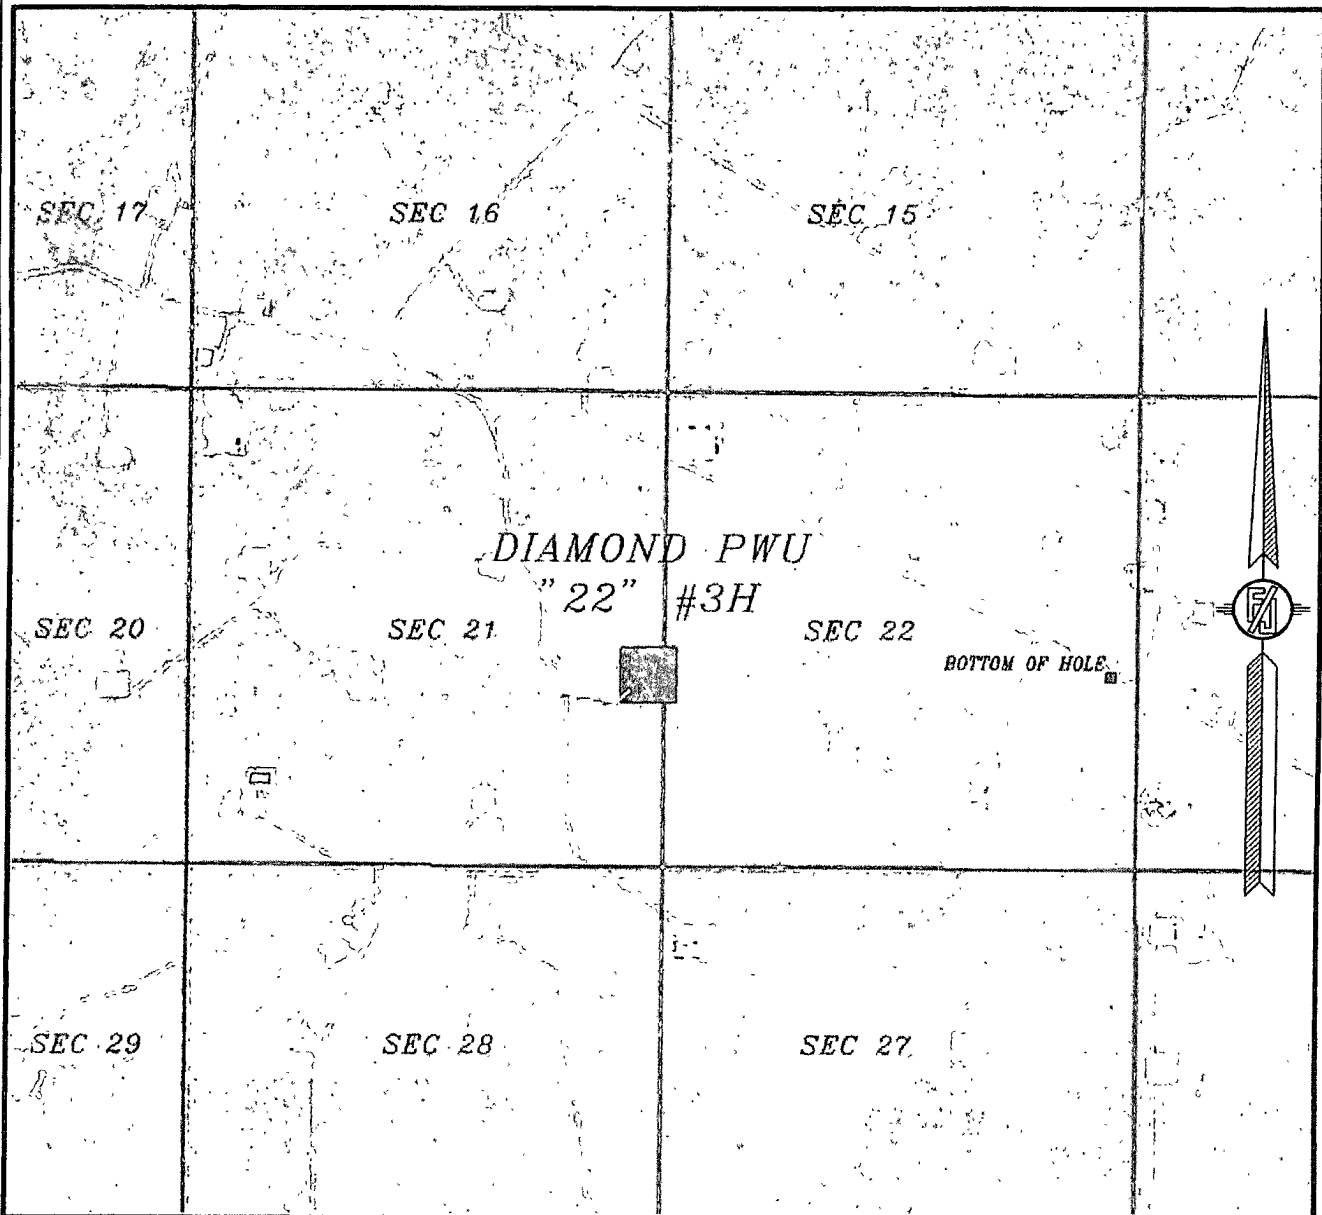 SEC 17
SEC 16
SEC 15
DIAMOND PWU
"22" #3H
SEC 20
SEC 21
SEC 22
BOTTOM OF HOLE
SEC 29
SEC 28
SEC 27